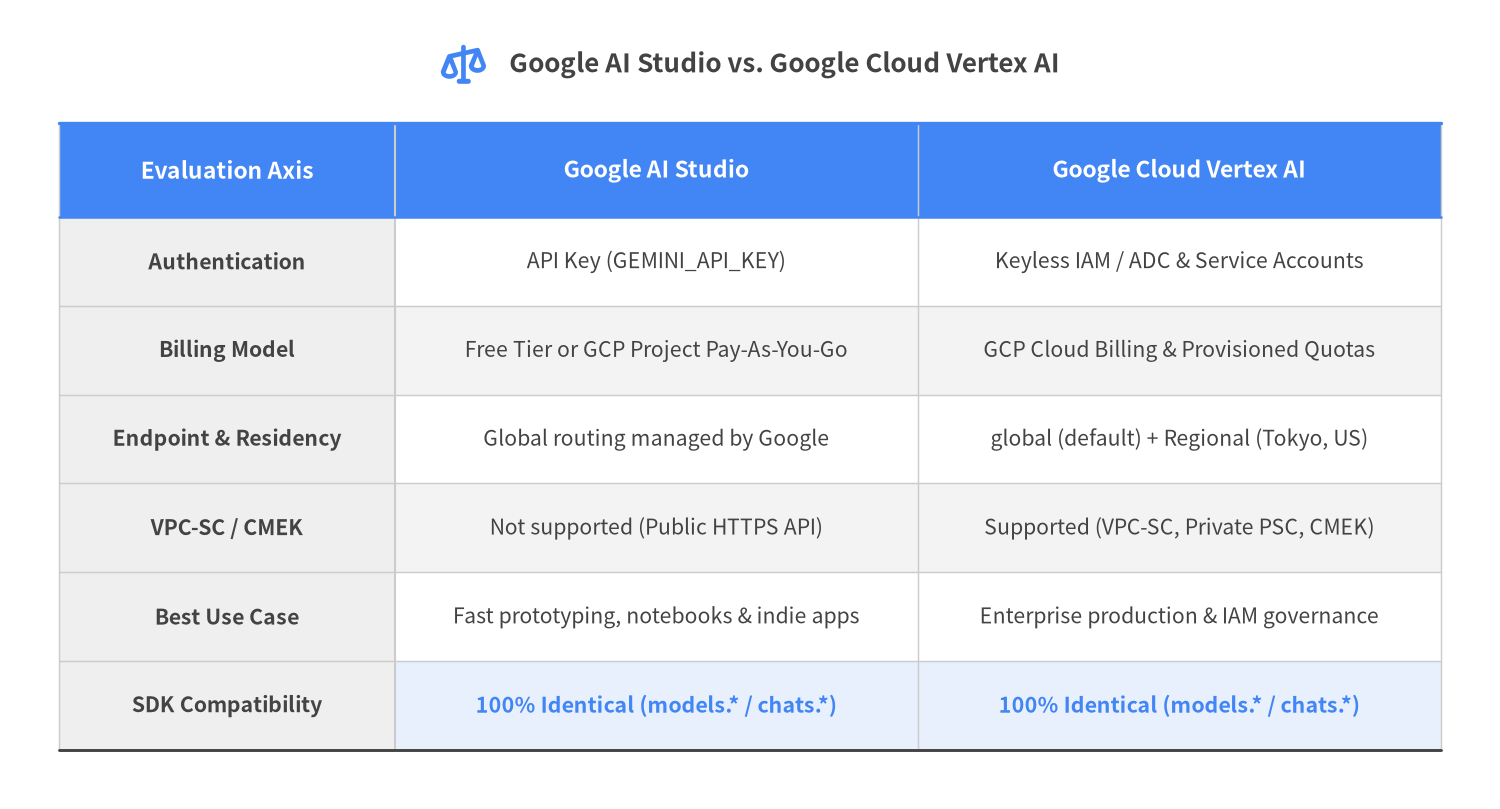 Google AI Studio vs. Google Cloud Vertex AI
Evaluation Axis
Google AI Studio
Google Cloud Vertex AI
Authentication
API Key (GEMINI_API_KEY)
Keyless IAM / ADC & Service Accounts
Billing Model
Free Tier or GCP Project Pay-As-You-Go
GCP Cloud Billing & Provisioned Quotas
Endpoint & Residency
Global routing managed by Google
global (default) + Regional (Tokyo, US)
VPC-SC / CMEK
Not supported (Public HTTPS API)
Supported (VPC-SC, Private PSC, CMEK)
Best Use Case
Fast prototyping, notebooks & indie apps
Enterprise production & IAM governance
SDK Compatibility
100% Identical (models.* / chats.*)
100% Identical (models.* / chats.*)